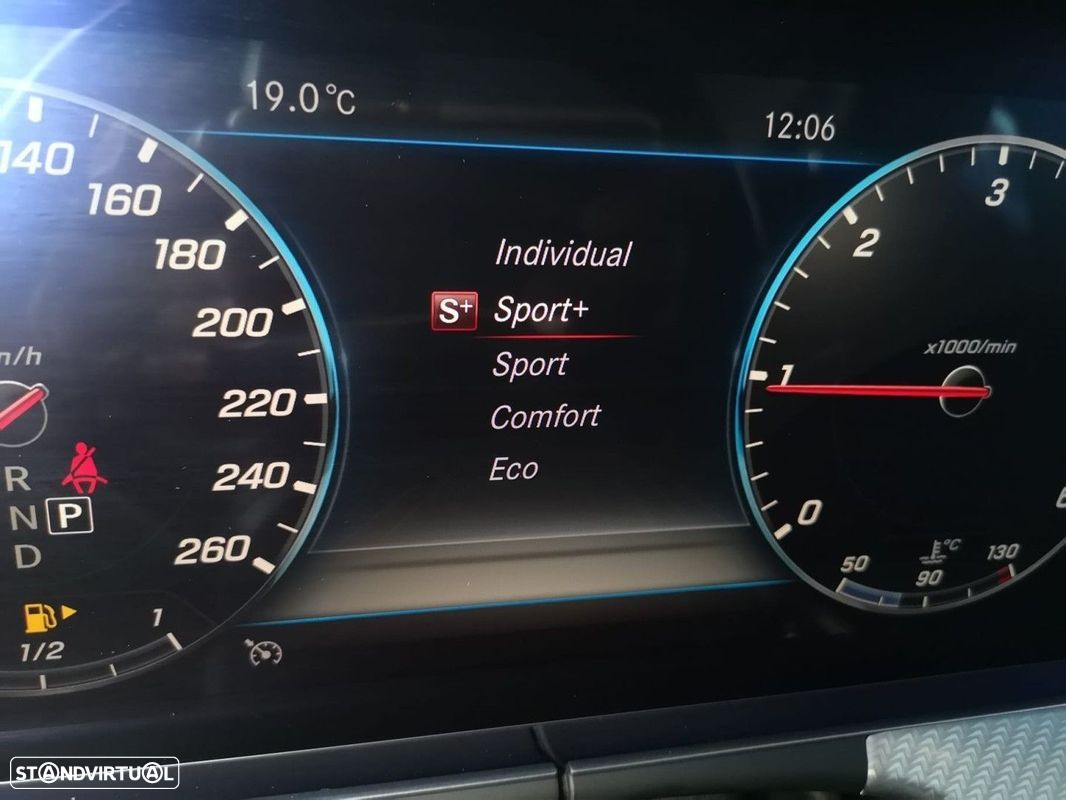 19.0°C
12:06
140
160
180
200
220
240
260
n/h
R
N P
D
1/2
1
Individual
S+ Sport+
Sport
Comfort
Eco
3
2
1
0
x1000/min
50
90
130
°C
STANDVIRTUAL